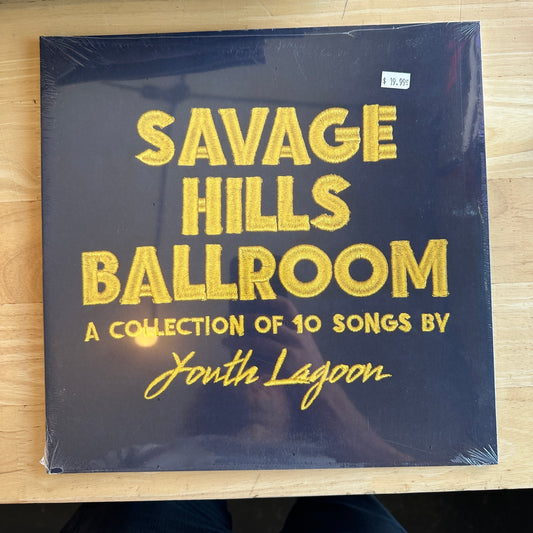 $ 19.99
SAVAGE
HILLS
BALLROOM
A COLLECTION OF 10 SONGS BY
Youth Lagoon